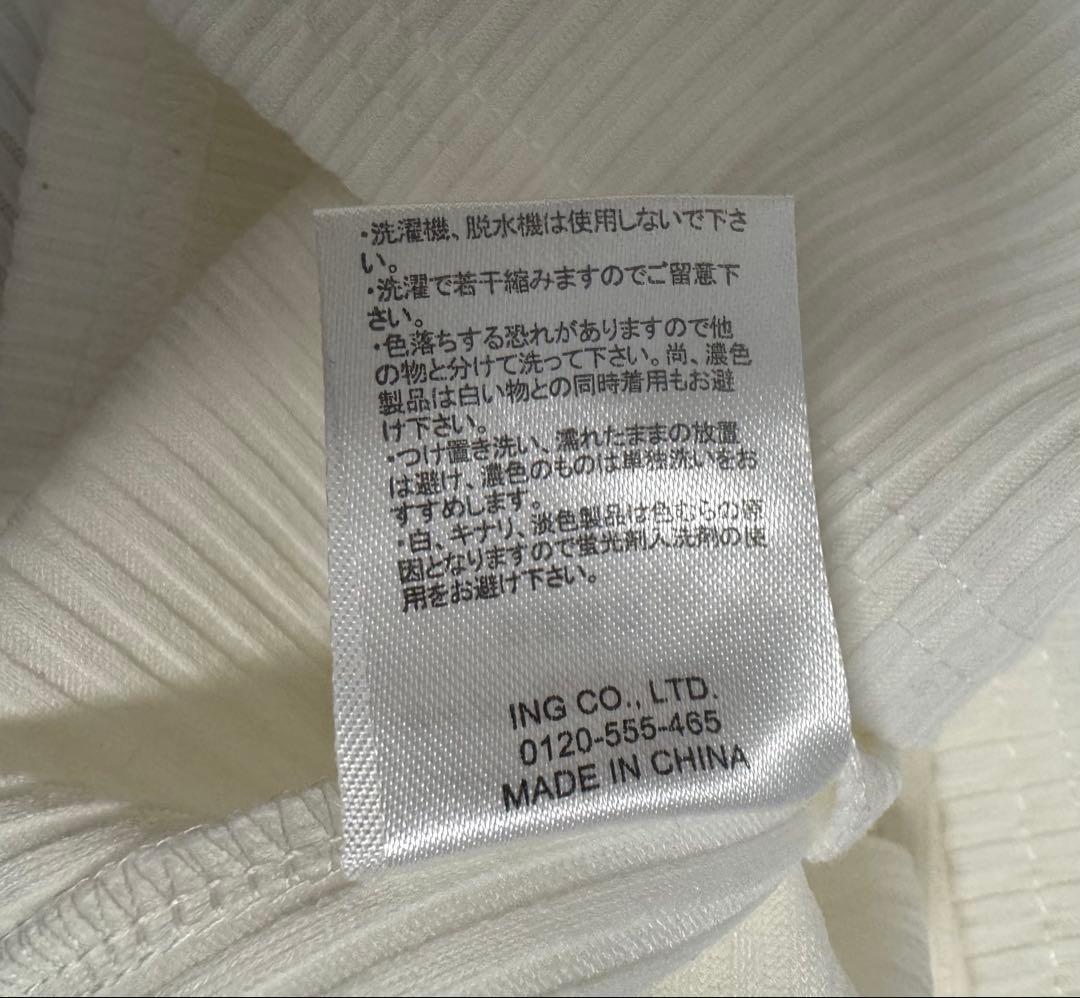 ・洗濯機、脱水機は使用しないで下さ
い。
・洗濯で若干縮みますのでご留意下
さい。
・色落ちする恐れがありますので他
の物と分けて洗って下さい。尚、濃色
製品は白い物との同時着用もお避
け下さい。
・つけ置き洗い、濡れたままの放置
は避け、濃色のものは単独洗いをお
すすめします。
・白、キナリ、淡色製品は色むらの原
因となりますので蛍光剤入洗剤の使
用をお避け下さい。
ING CO., LTD.
0120-555-465
MADE IN CHINA